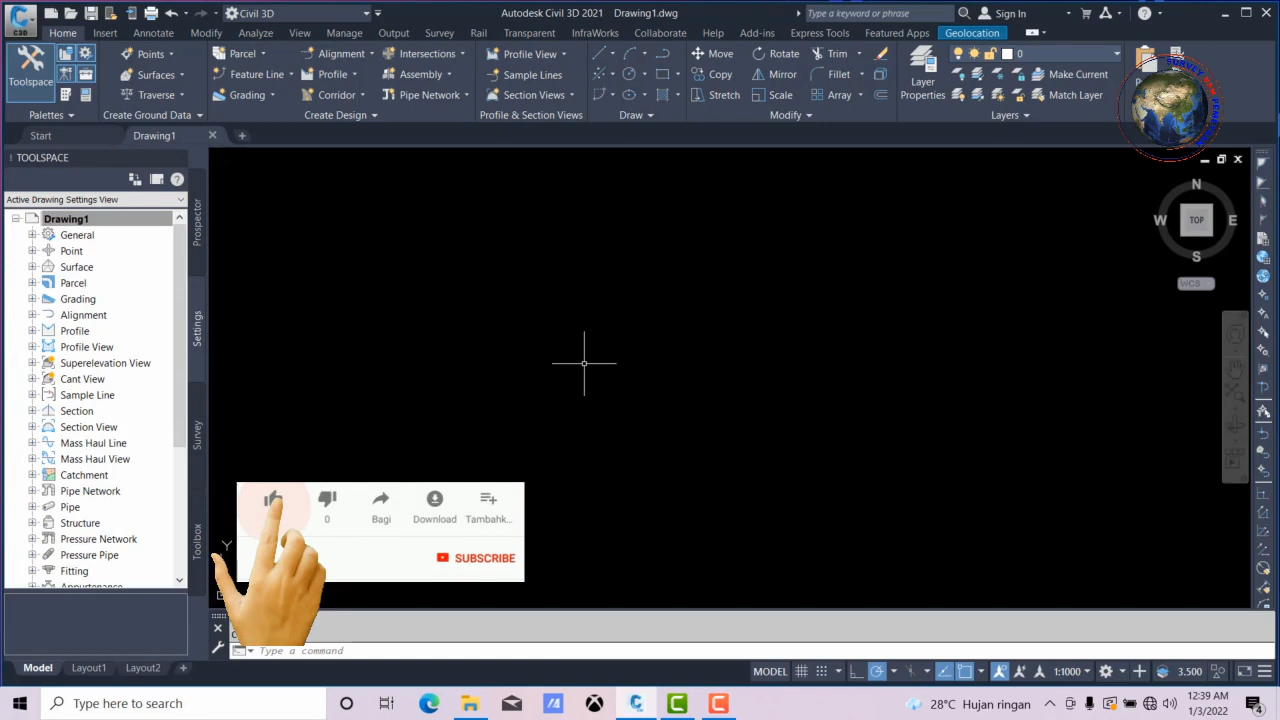 Civil 3D
Autodesk Civil 3D 2021 Drawing1.dwg
Type a keyword or phrase
Sign In
Home Insert Annotate Modify Analyze View Manage Output Survey Rail Transparent InfraWorks Collaborate Help Add-ins Express Tools Featured Apps Geolocation
Toolspace
Palettes
Points
Surfaces
Traverse
Create Ground Data
Parcel
Feature Line
Grading
Alignment
Profile
Corridor
Intersections
Assembly
Pipe Network
Create Design
Profile View
Sample Lines
Section Views
Profile & Section Views
Draw
Move
Copy
Stretch
Rotate
Mirror
Scale
Trim
Fillet
Array
Modify
Layer
Properties
0
Make Current
Match Layer
Layers
Start
Drawing1
TOOLSPACE
Active Drawing Settings View
Drawing1
General
Point
Surface
Parcel
Grading
Alignment
Profile
Profile View
Superelevation View
Cant View
Sample Line
Section
Section View
Mass Haul Line
Mass Haul View
Catchment
Pipe Network
Pipe
Structure
Pressure Network
Pressure Pipe
Fitting
Appurtenance
Prospector
Settings
Survey
Toolbox
N
W TOP E
S
WCS
0 Bagi Download Tambahk...
SUBSCRIBE
Y
Type a command
Model Layout1 Layout2
MODEL
1:1000
3.500
Type here to search
28°C Hujan ringan
12:39 AM
1/3/2022
4